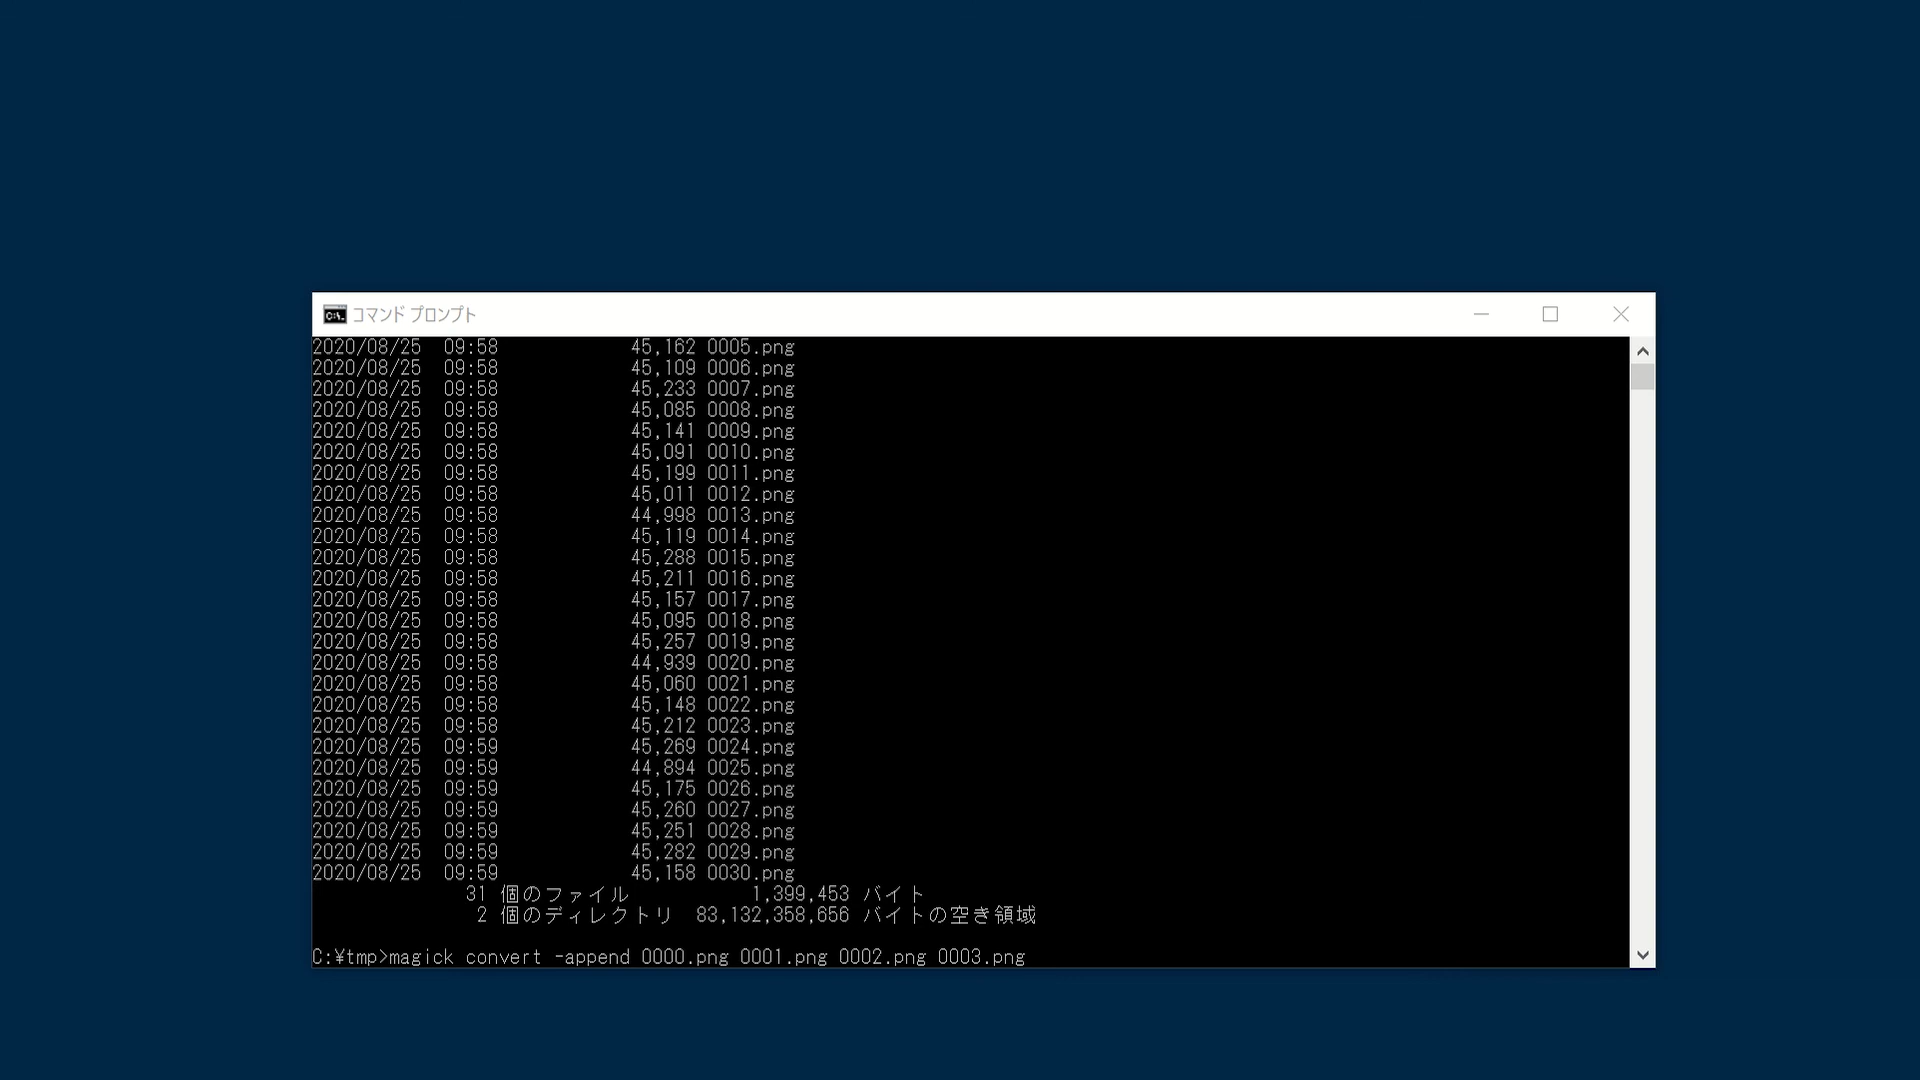 コマンド プロンプト
2020/08/25  09:58            45,162 0005.png
2020/08/25  09:58            45,109 0006.png
2020/08/25  09:58            45,233 0007.png
2020/08/25  09:58            45,085 0008.png
2020/08/25  09:58            45,141 0009.png
2020/08/25  09:58            45,091 0010.png
2020/08/25  09:58            45,199 0011.png
2020/08/25  09:58            45,011 0012.png
2020/08/25  09:58            44,998 0013.png
2020/08/25  09:58            45,119 0014.png
2020/08/25  09:58            45,288 0015.png
2020/08/25  09:58            45,211 0016.png
2020/08/25  09:58            45,157 0017.png
2020/08/25  09:58            45,095 0018.png
2020/08/25  09:58            45,257 0019.png
2020/08/25  09:58            44,939 0020.png
2020/08/25  09:58            45,060 0021.png
2020/08/25  09:58            45,148 0022.png
2020/08/25  09:58            45,212 0023.png
2020/08/25  09:59            45,269 0024.png
2020/08/25  09:59            44,894 0025.png
2020/08/25  09:59            45,175 0026.png
2020/08/25  09:59            45,260 0027.png
2020/08/25  09:59            45,251 0028.png
2020/08/25  09:59            45,282 0029.png
2020/08/25  09:59            45,158 0030.png
31 個のファイル           1,399,453 バイト
2 個のディレクトリ  83,132,358,656 バイトの空き領域
C:¥tmp>magick convert -append 0000.png 0001.png 0002.png 0003.png